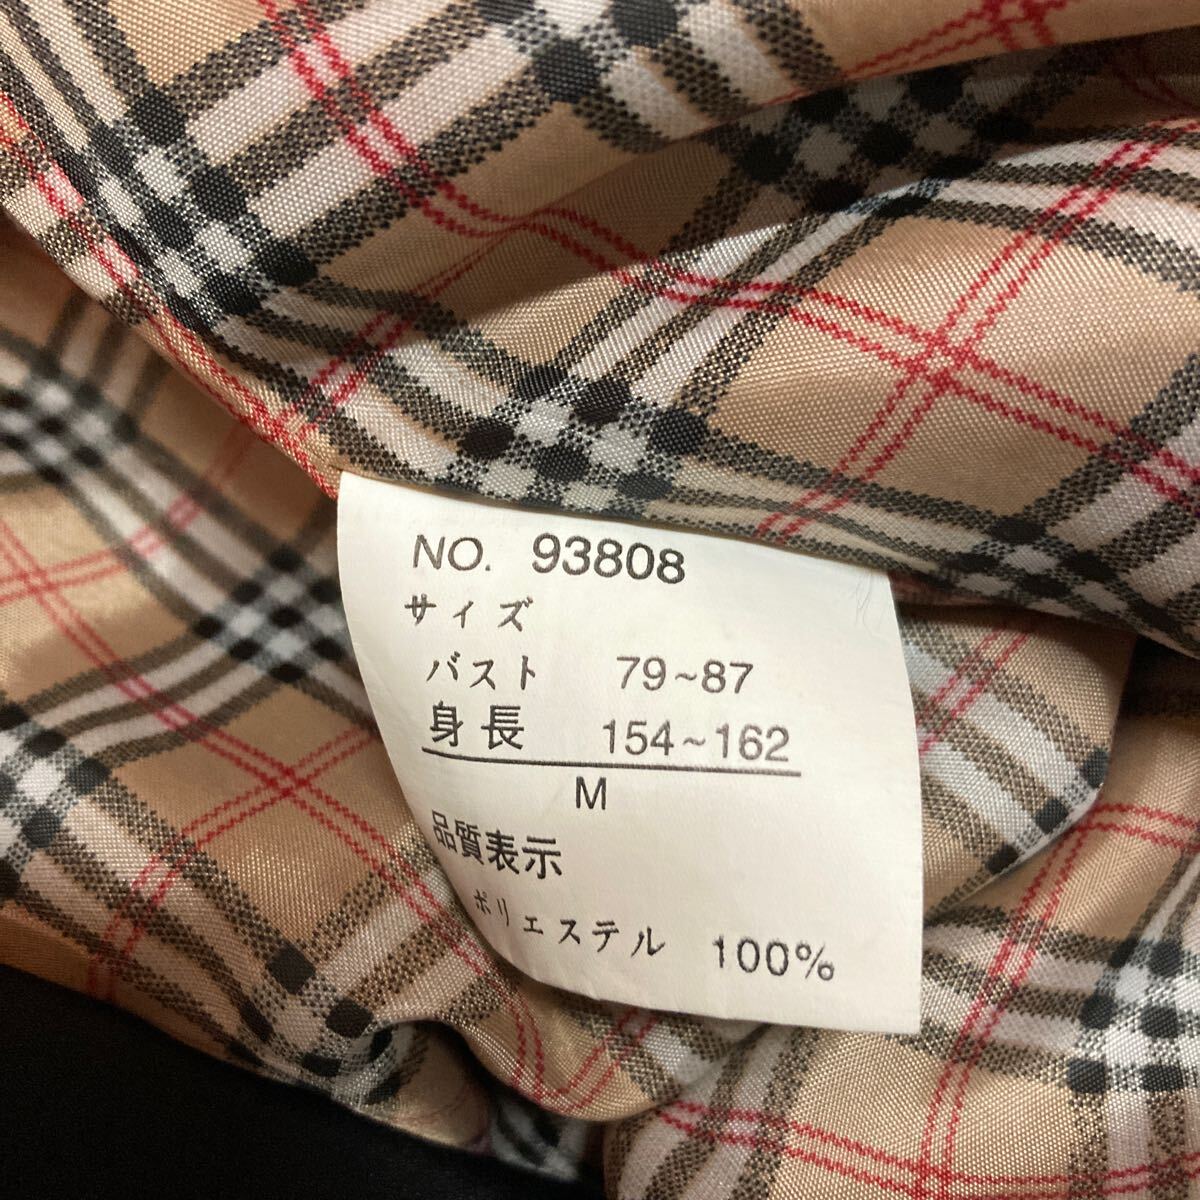 NO. 93808
サイズ
バスト 79~87
身長 154~162
M
品質表示
ポリエステル 100%